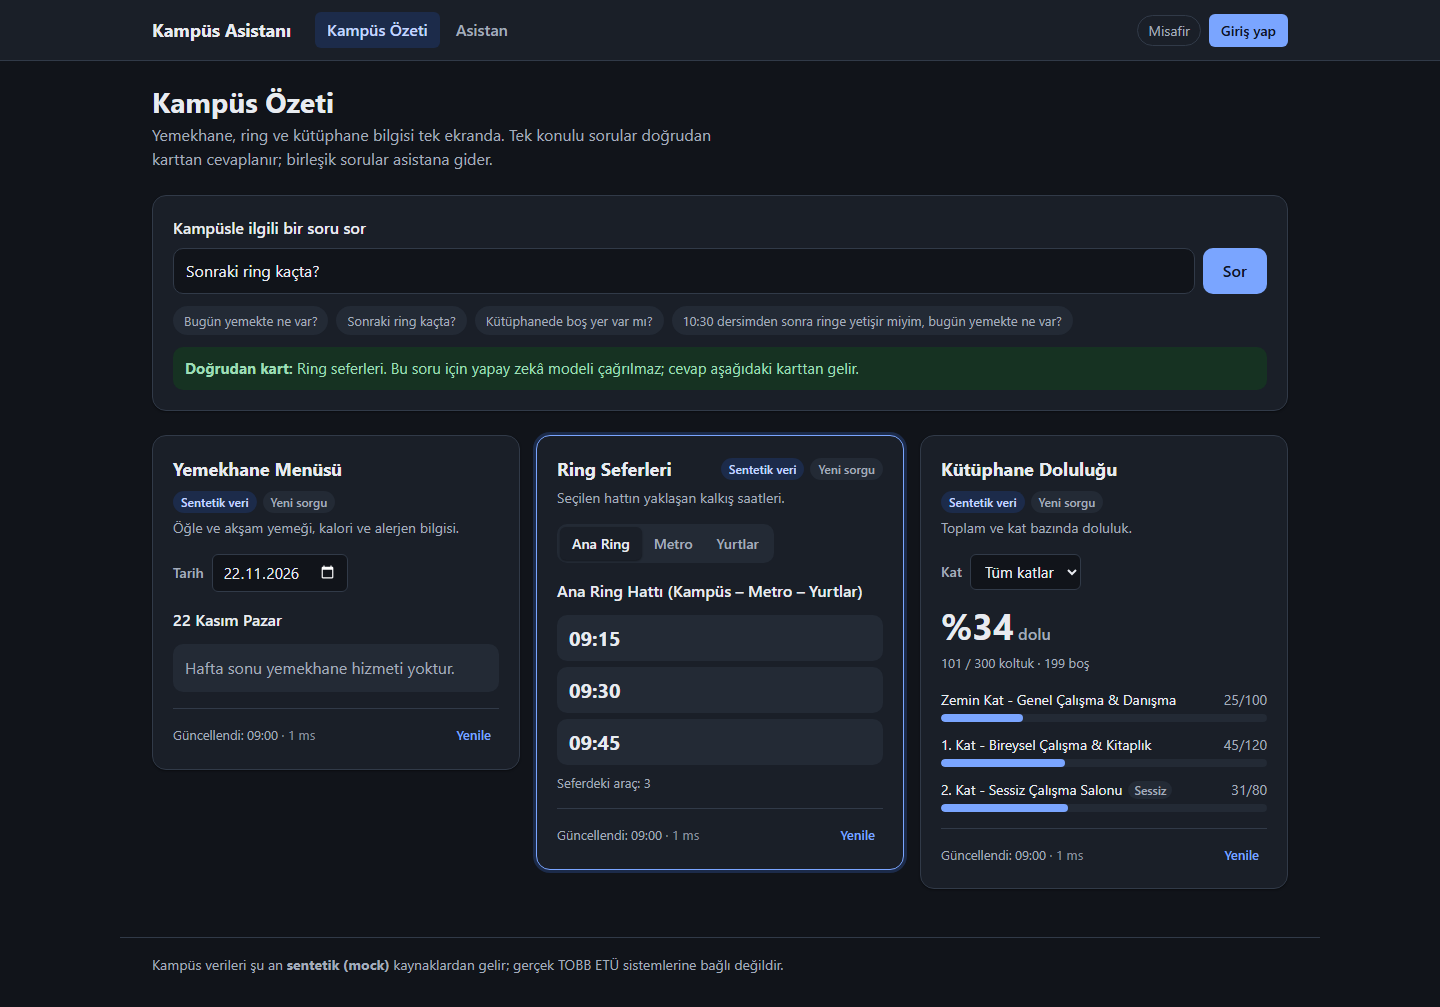 Kampüs Asistanı
Kampüs Özeti
Asistan
Misafir
Giriş yap
Kampüs Özeti
Yemekhane, ring ve kütüphane bilgisi tek ekranda. Tek konulu sorular doğrudan
karttan cevaplanır; birleşik sorular asistana gider.
Kampüsle ilgili bir soru sor
Sonraki ring kaçta?
Sor
Bugün yemekte ne var?
Sonraki ring kaçta?
Kütüphanede boş yer var mı?
10:30 dersimden sonra ringe yetişir miyim, bugün yemekte ne var?
Doğrudan kart: Ring seferleri. Bu soru için yapay zekâ modeli çağrılmaz; cevap aşağıdaki karttan gelir.
Yemekhane Menüsü
Sentetik veri
Yeni sorgu
Öğle ve akşam yemeği, kalori ve alerjen bilgisi.
Tarih
22.11.2026
22 Kasım Pazar
Hafta sonu yemekhane hizmeti yoktur.
Güncellendi: 09:00 · 1 ms
Yenile
Ring Seferleri
Sentetik veri
Yeni sorgu
Seçilen hattın yaklaşan kalkış saatleri.
Ana Ring
Metro
Yurtlar
Ana Ring Hattı (Kampüs – Metro – Yurtlar)
09:15
09:30
09:45
Seferdeki araç: 3
Güncellendi: 09:00 · 1 ms
Yenile
Kütüphane Doluluğu
Sentetik veri
Yeni sorgu
Toplam ve kat bazında doluluk.
Kat
Tüm katlar
%34 dolu
101 / 300 koltuk · 199 boş
Zemin Kat - Genel Çalışma & Danışma
25/100
1. Kat - Bireysel Çalışma & Kitaplık
45/120
2. Kat - Sessiz Çalışma Salonu
Sessiz
31/80
Güncellendi: 09:00 · 1 ms
Yenile
Kampüs verileri şu an sentetik (mock) kaynaklardan gelir; gerçek TOBB ETÜ sistemlerine bağlı değildir.